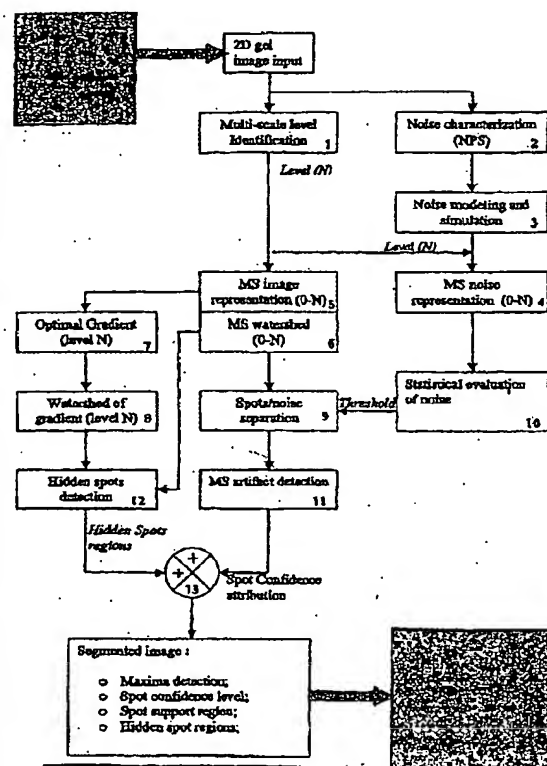 2D gel
image input
Multi-scale level
Identification
1
Noise characterization
(NPS)
2
Level (N)
Noise modeling and
simulation
3
Level (N)
MS image
representation (0-N)
5
MS noise
representation (0-N)
4
Optimal Gradient
(level N)
7
MS watershed
(0-N)
6
Watershed of
gradient (level N)
8
Spots/noise
separation
9
Threshold
Statistical evaluation
of noise
10
Hidden spots
detection
12
MS artifact detection
11
Hidden Spots
regions
+
+
13
Spot Confidence
attribution
Segmented image :
o Maxima detection;
o Spot confidence level;
o Spot support region;
o Hidden spot regions;